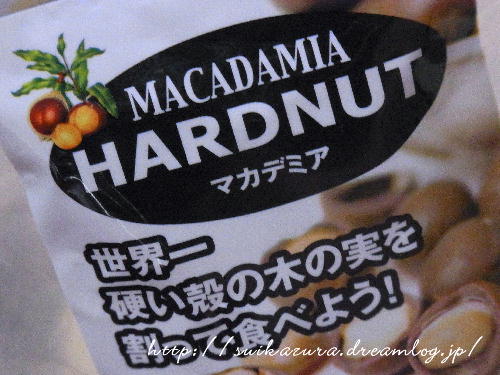 MACADAMIA
HARDNUT
マカデミア
世界一
硬い殻の木の実を
割って食べよう!
http://suikazura.dreamlog.jp/